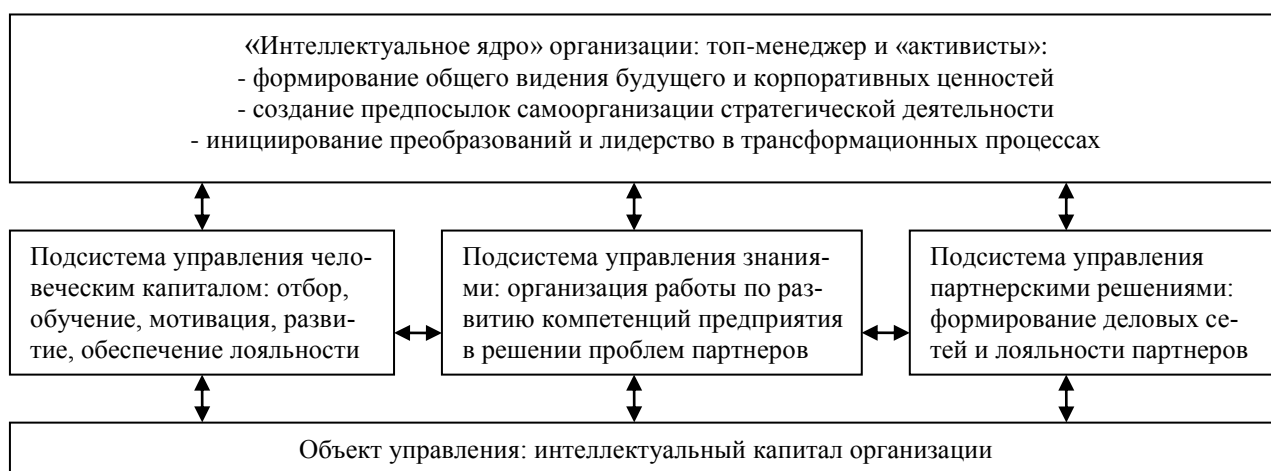 «Интеллектуальное ядро» организации: топ-менеджер и «активисты»:
- формирование общего видения будущего и корпоративных ценностей
- создание предпосылок самоорганизации стратегической деятельности
- инициирование преобразований и лидерство в трансформационных процессах
Подсистема управления чело-
веческим капиталом: отбор,
обучение, мотивация, разви-
тие, обеспечение лояльности
Подсистема управления знания-
ми: организация работы по раз-
витию компетенций предприятия
в решении проблем партнеров
Подсистема управления
партнерскими решениями:
формирование деловых се-
тей и лояльности партнеров
Объект управления: интеллектуальный капитал организации